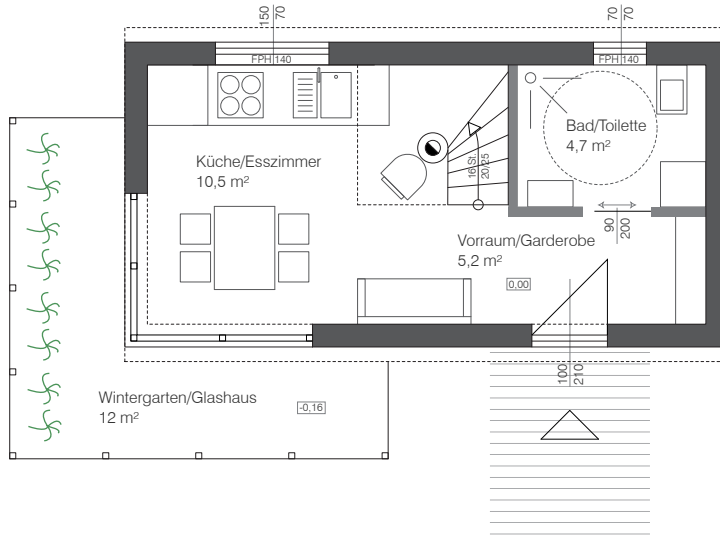 150
70
70
70
FPH 140
FPH 140
Bad/Toilette
4,7 m²
Küche/Esszimmer
10,5 m²
16 St.
20/25
90
200
Vorraum/Garderobe
5,2 m²
0,00
100
210
Wintergarten/Glashaus
12 m²
-0,16